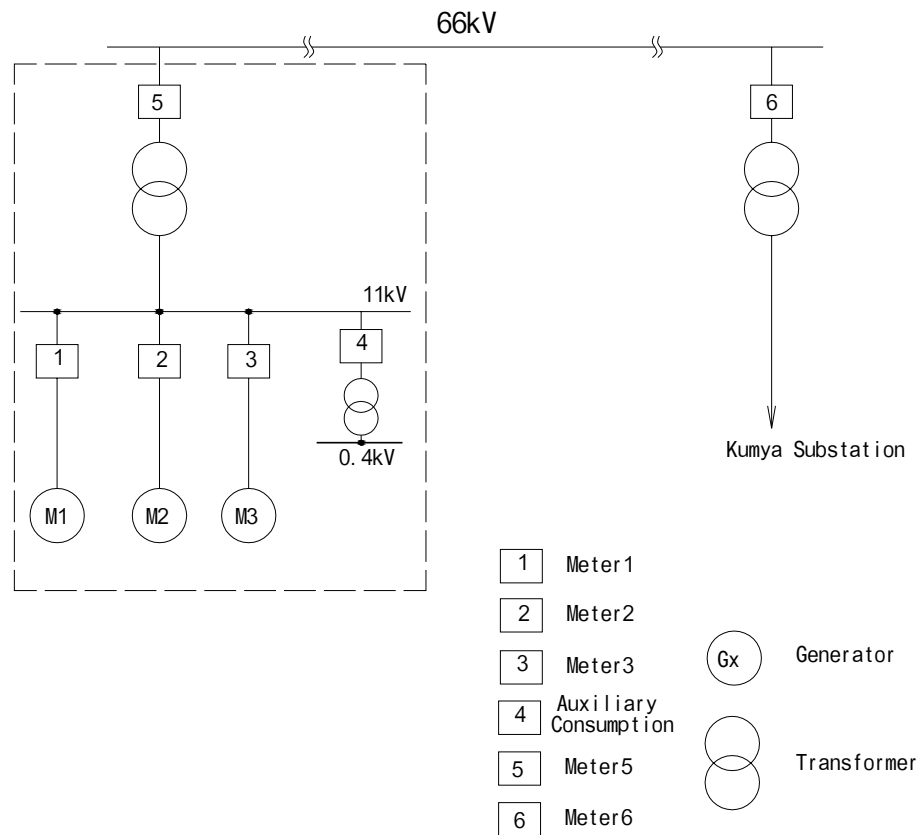 66kV
5
6
11kV
1
2
3
4
0.4kV
Kumya Substation
M1
M2
M3
1 Meter1
2 Meter2
3 Meter3
Gx Generator
4 Auxiliary
Consumption
5 Meter5
Transformer
6 Meter6